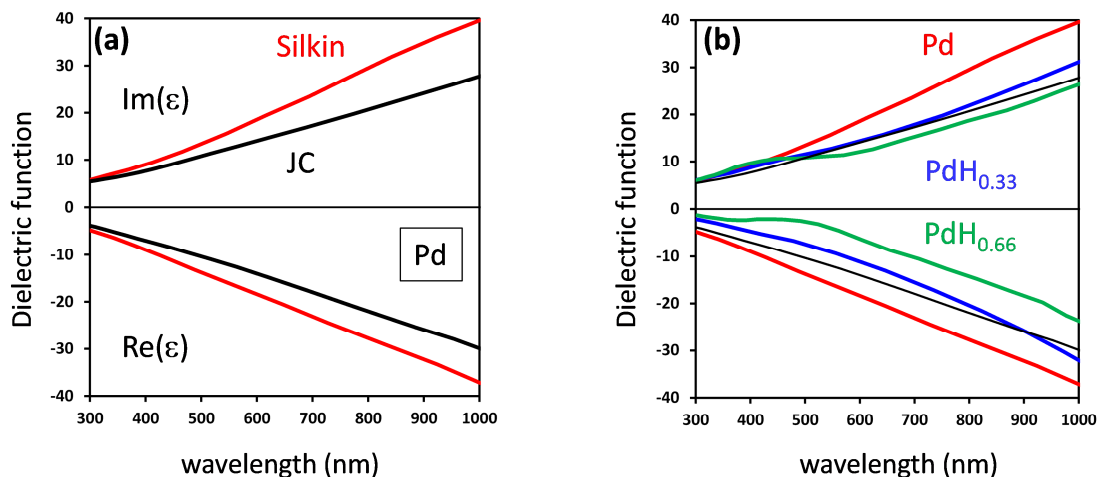 (a)
Silkin
Im(ε)
JC
Pd
Re(ε)
40
30
20
10
0
-10
-20
-30
-40
300 400 500 600 700 800 900 1000
Dielectric function
wavelength (nm)
(b)
Pd
PdH0.33
PdH0.66
40
30
20
10
0
-10
-20
-30
-40
300 400 500 600 700 800 900 1000
Dielectric function
wavelength (nm)